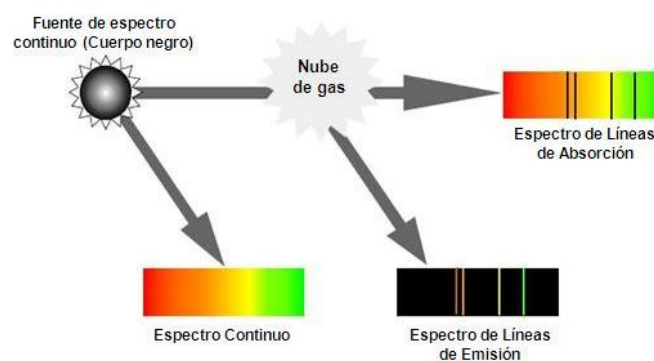 Fuente de espectro
continuo (Cuerpo negro)
Nube
de gas
Espectro de Líneas
de Absorción
Espectro Continuo
Espectro de Líneas
de Emisión